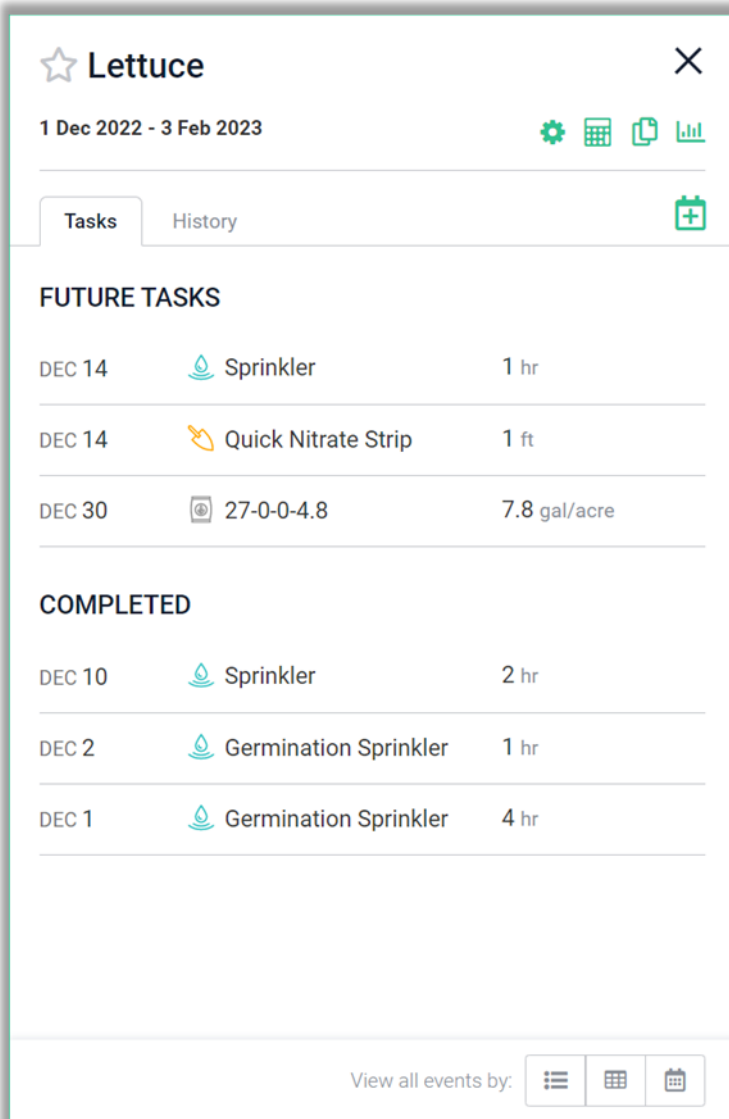 Lettuce
1 Dec 2022 - 3 Feb 2023
Tasks History
FUTURE TASKS
DEC 14 Sprinkler 1 hr
DEC 14 Quick Nitrate Strip 1 ft
DEC 30 27-0-0-4.8 7.8 gal/acre
COMPLETED
DEC 10 Sprinkler 2 hr
DEC 2 Germination Sprinkler 1 hr
DEC 1 Germination Sprinkler 4 hr
View all events by: